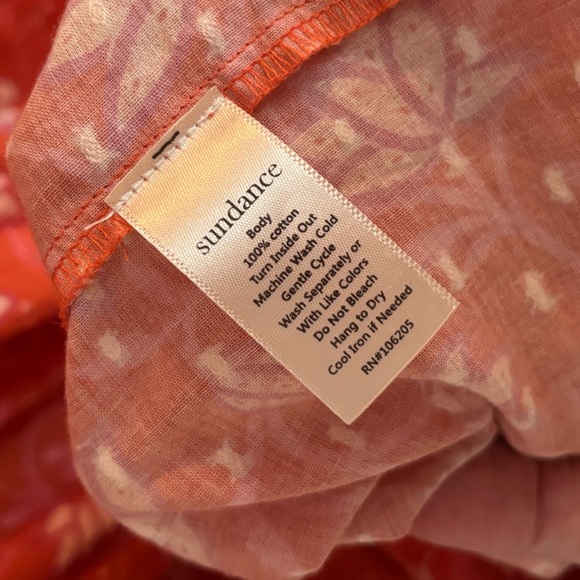 sundance
Body
100% cotton
Turn Inside Out
Machine Wash Cold
Gentle Cycle
Wash Separately or
With Like Colors
Do Not Bleach
Hang to Dry
Cool Iron if Needed
RN#106205